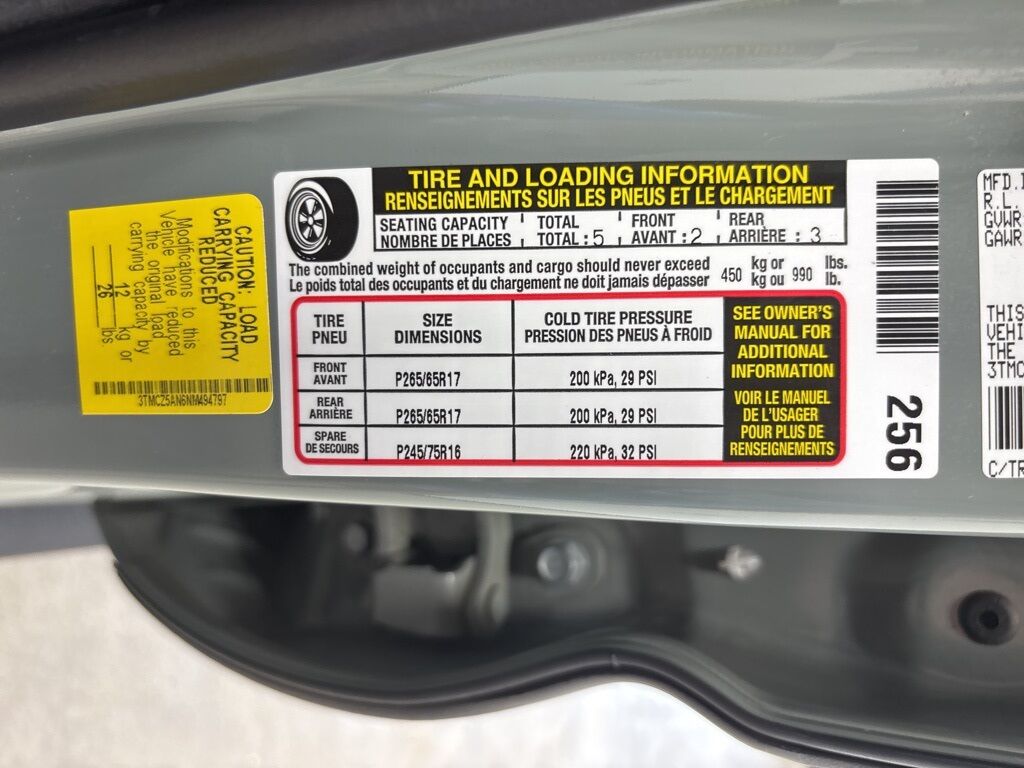 CAUTION: LOAD
CARRYING CAPACITY
REDUCED
Modifications to this
Vehicle have reduced
the original load
carrying capacity by
12 kg or
26 lbs
3TMCZ5AN6NM494797
TIRE AND LOADING INFORMATION
RENSEIGNEMENTS SUR LES PNEUS ET LE CHARGEMENT
SEATING CAPACITY TOTAL FRONT REAR
NOMBRE DE PLACES TOTAL : 5 AVANT : 2 ARRIÈRE : 3
The combined weight of occupants and cargo should never exceed 450 kg or 990 lbs.
Le poids total des occupants et du chargement ne doit jamais dépasser kg ou lb.
TIRE SIZE COLD TIRE PRESSURE
PNEU DIMENSIONS PRESSION DES PNEUS À FROID
FRONT
AVANT P265/65R17 200 kPa, 29 PSI
REAR
ARRIÈRE P265/65R17 200 kPa, 29 PSI
SPARE
DE SECOURS P245/75R16 220 kPa, 32 PSI
SEE OWNER'S
MANUAL FOR
ADDITIONAL
INFORMATION
VOIR LE MANUEL
DE L'USAGER
POUR PLUS DE
RENSEIGNEMENTS
256
MFD.
R.L.
GVWR
GAWR
THIS
VEHI
THE
3TMC
C/TR